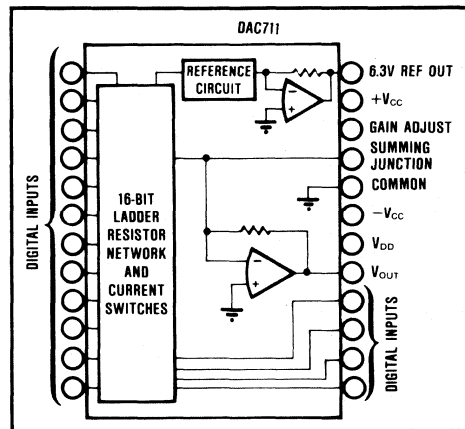 DAC711
DIGITAL INPUTS
REFERENCE
CIRCUIT
−
+
6.3V REF OUT
+VCC
GAIN ADJUST
SUMMING
JUNCTION
COMMON
−VCC
VDD
VOUT
16-BIT
LADDER
RESISTOR
NETWORK
AND
CURRENT
SWITCHES
−
+
DIGITAL INPUTS